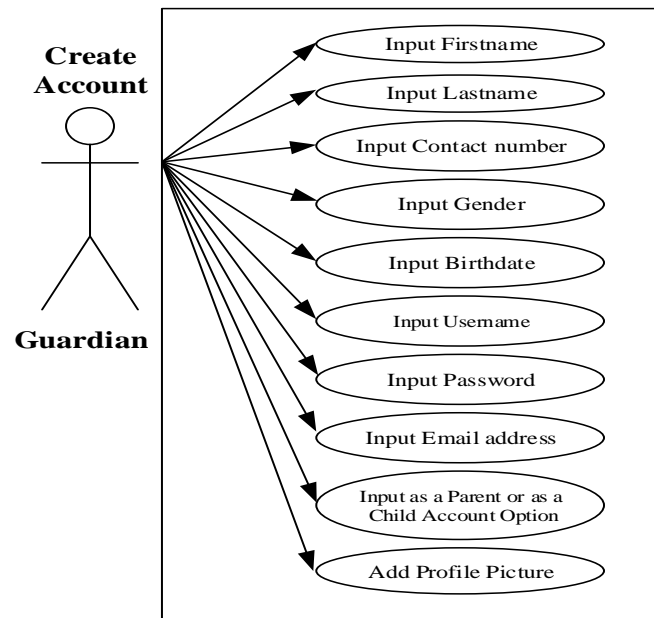 Create
Account
Guardian
Input Firstname
Input Lastname
Input Contact number
Input Gender
Input Birthdate
Input Username
Input Password
Input Email address
Input as a Parent or as a
Child Account Option
Add Profile Picture